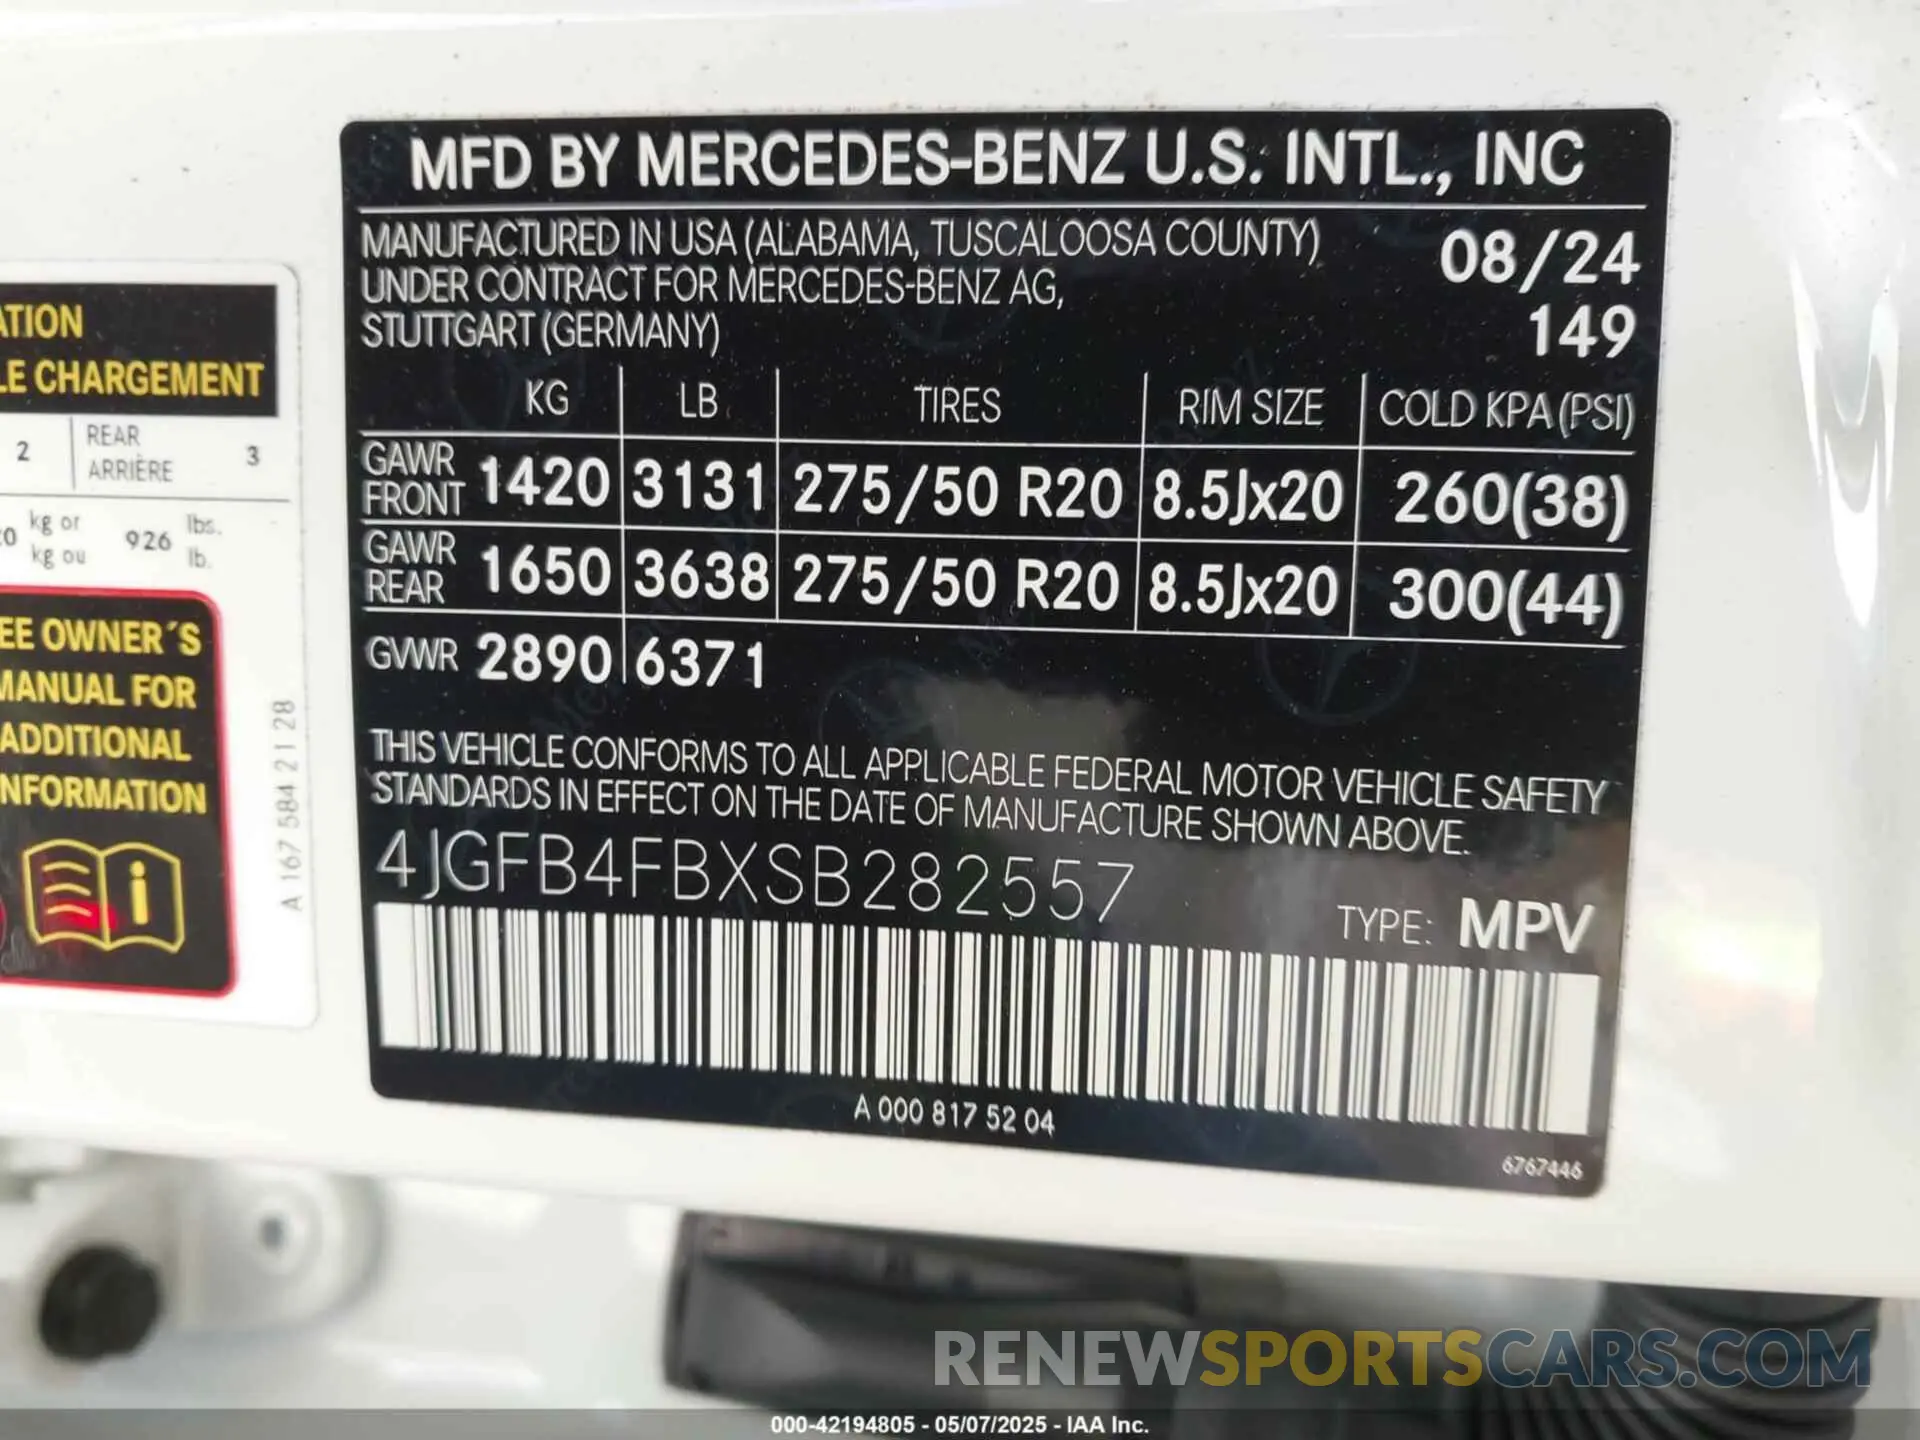 MFD BY MERCEDES-BENZ U.S. INTL., INC
MANUFACTURED IN USA (ALABAMA, TUSCALOOSA COUNTY)
UNDER CONTRACT FOR MERCEDES-BENZ AG,
STUTTGART (GERMANY)
08/24
149
KG LB TIRES RIM SIZE COLD KPA (PSI)
GAWR FRONT 1420 3131 275/50 R20 8.5Jx20 260(38)
GAWR REAR 1650 3638 275/50 R20 8.5Jx20 300(44)
GVWR 2890 6371
THIS VEHICLE CONFORMS TO ALL APPLICABLE FEDERAL MOTOR VEHICLE SAFETY
STANDARDS IN EFFECT ON THE DATE OF MANUFACTURE SHOWN ABOVE.
4JGFB4FBXSB282557
TYPE: MPV
A 000 817 52 04
6767446
CHARGEMENT
2
REAR
ARRIÈRE
3
kg or
kg ou
926
lbs.
lb.
OWNER´S
MANUAL FOR
ADDITIONAL
INFORMATION
i
A 167 584 21 28
RENEWSPORTSCARS.COM
000-42194805 - 05/07/2025 - IAA Inc.